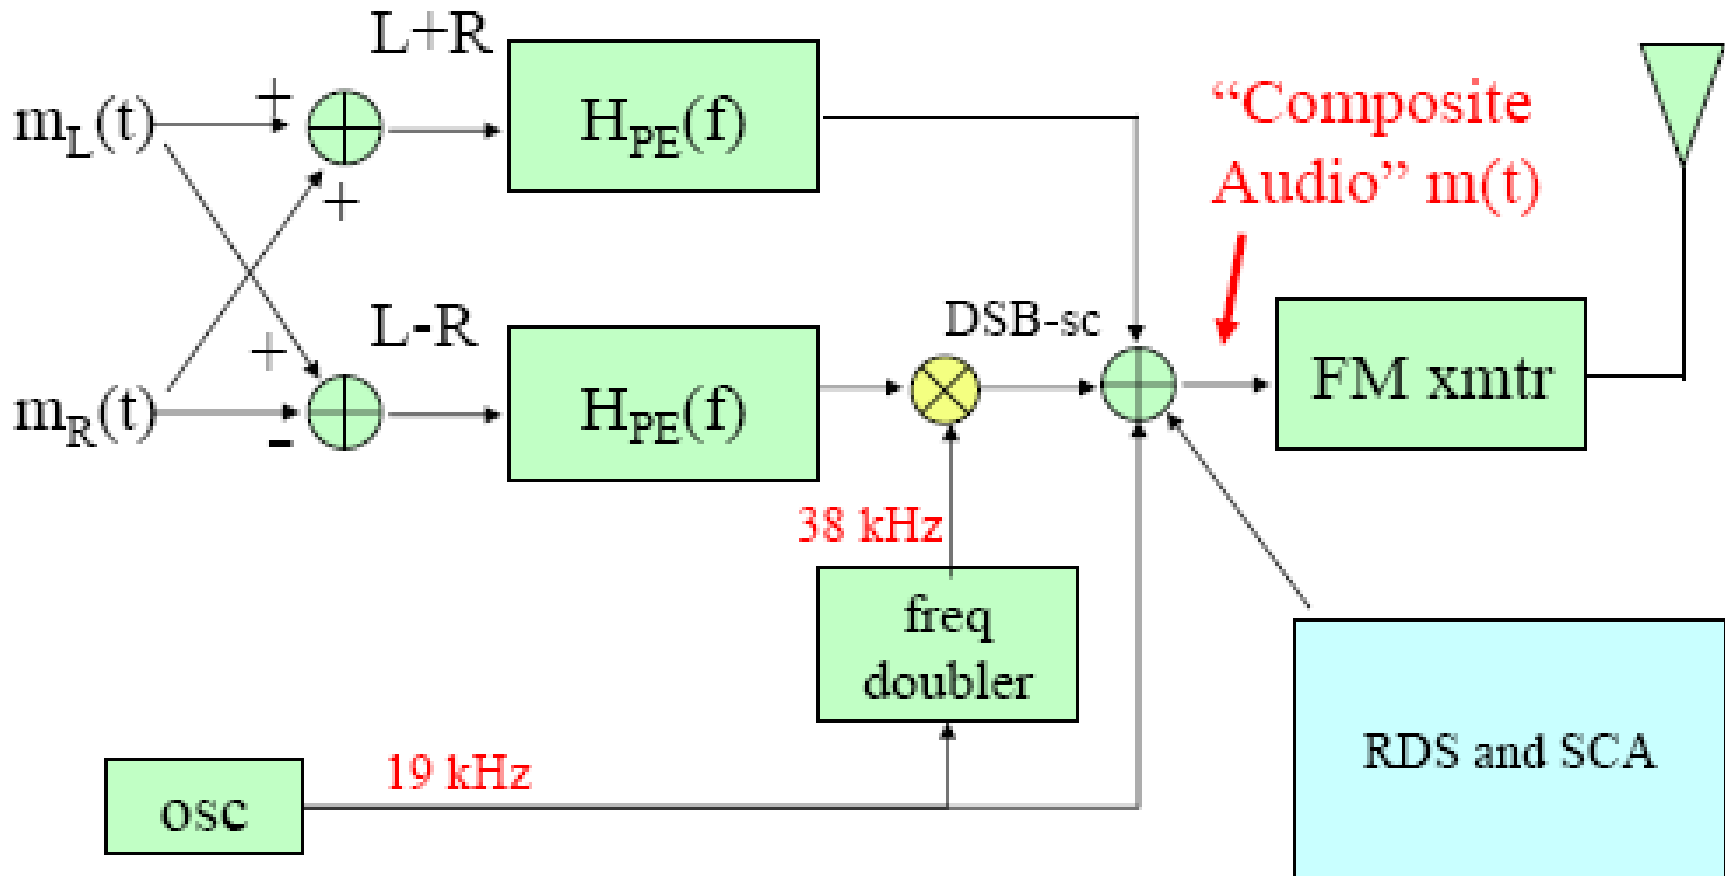 L+R
m_L(t)
+
+
H_PE(f)
“Composite
Audio” m(t)
L-R
m_R(t)
+
-
H_PE(f)
DSB-sc
FM xmtr
38 kHz
freq
doubler
19 kHz
osc
RDS and SCA